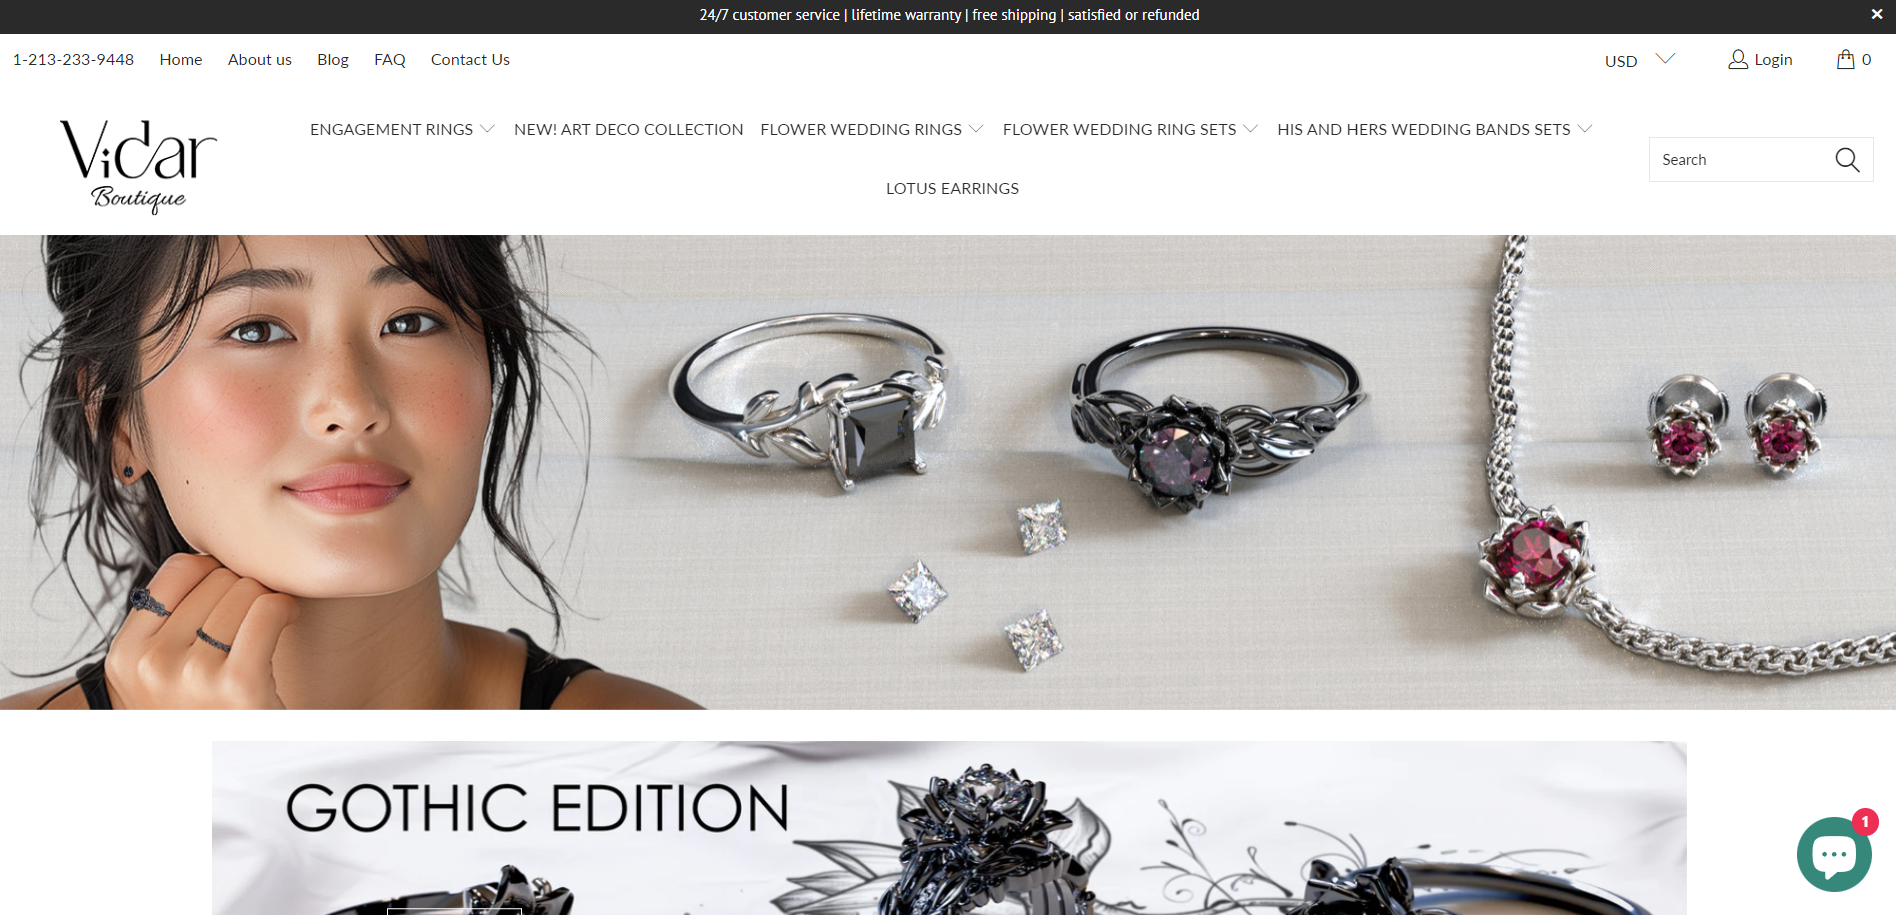 24/7 customer service | lifetime warranty | free shipping | satisfied or refunded
1-213-233-9448 Home About us Blog FAQ Contact Us
USD Login 0
Vidar
Boutique
ENGAGEMENT RINGS NEW! ART DECO COLLECTION FLOWER WEDDING RINGS FLOWER WEDDING RING SETS HIS AND HERS WEDDING BANDS SETS
LOTUS EARRINGS
Search
GOTHIC EDITION
1